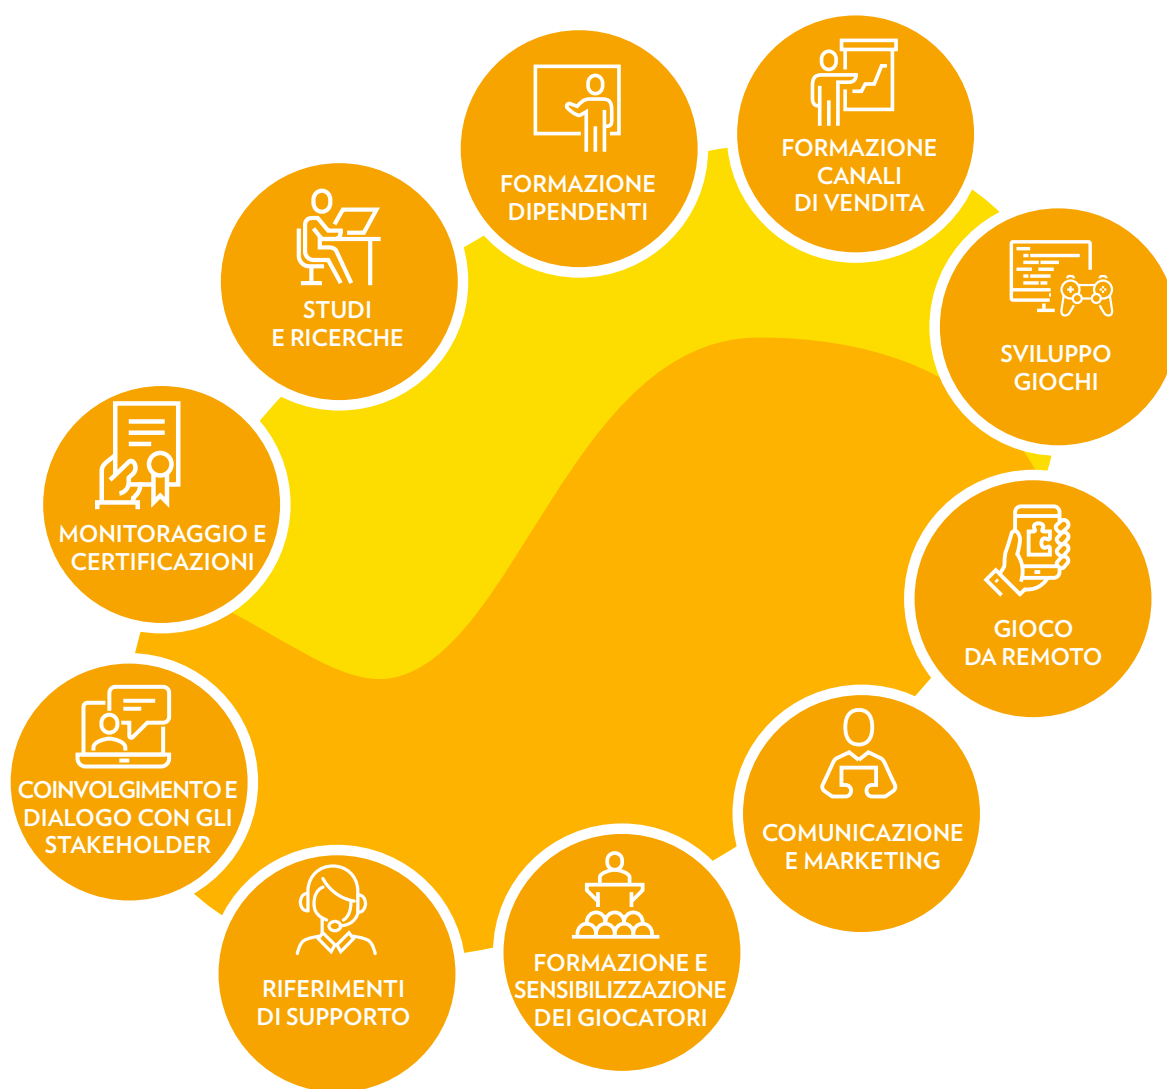 FORMAZIONE
DIPENDENTI
FORMAZIONE
CANALI
DI VENDITA
SVILUPPO
GIOCHI
GIOCO
DA REMOTO
COMUNICAZIONE
E MARKETING
FORMAZIONE E
SENSIBILIZZAZIONE
DEI GIOCATORI
RIFERIMENTI
DI SUPPORTO
COINVOLGIMENTO E
DIALOGO CON GLI
STAKEHOLDER
MONITORAGGIO E
CERTIFICAZIONI
STUDI
E RICERCHE